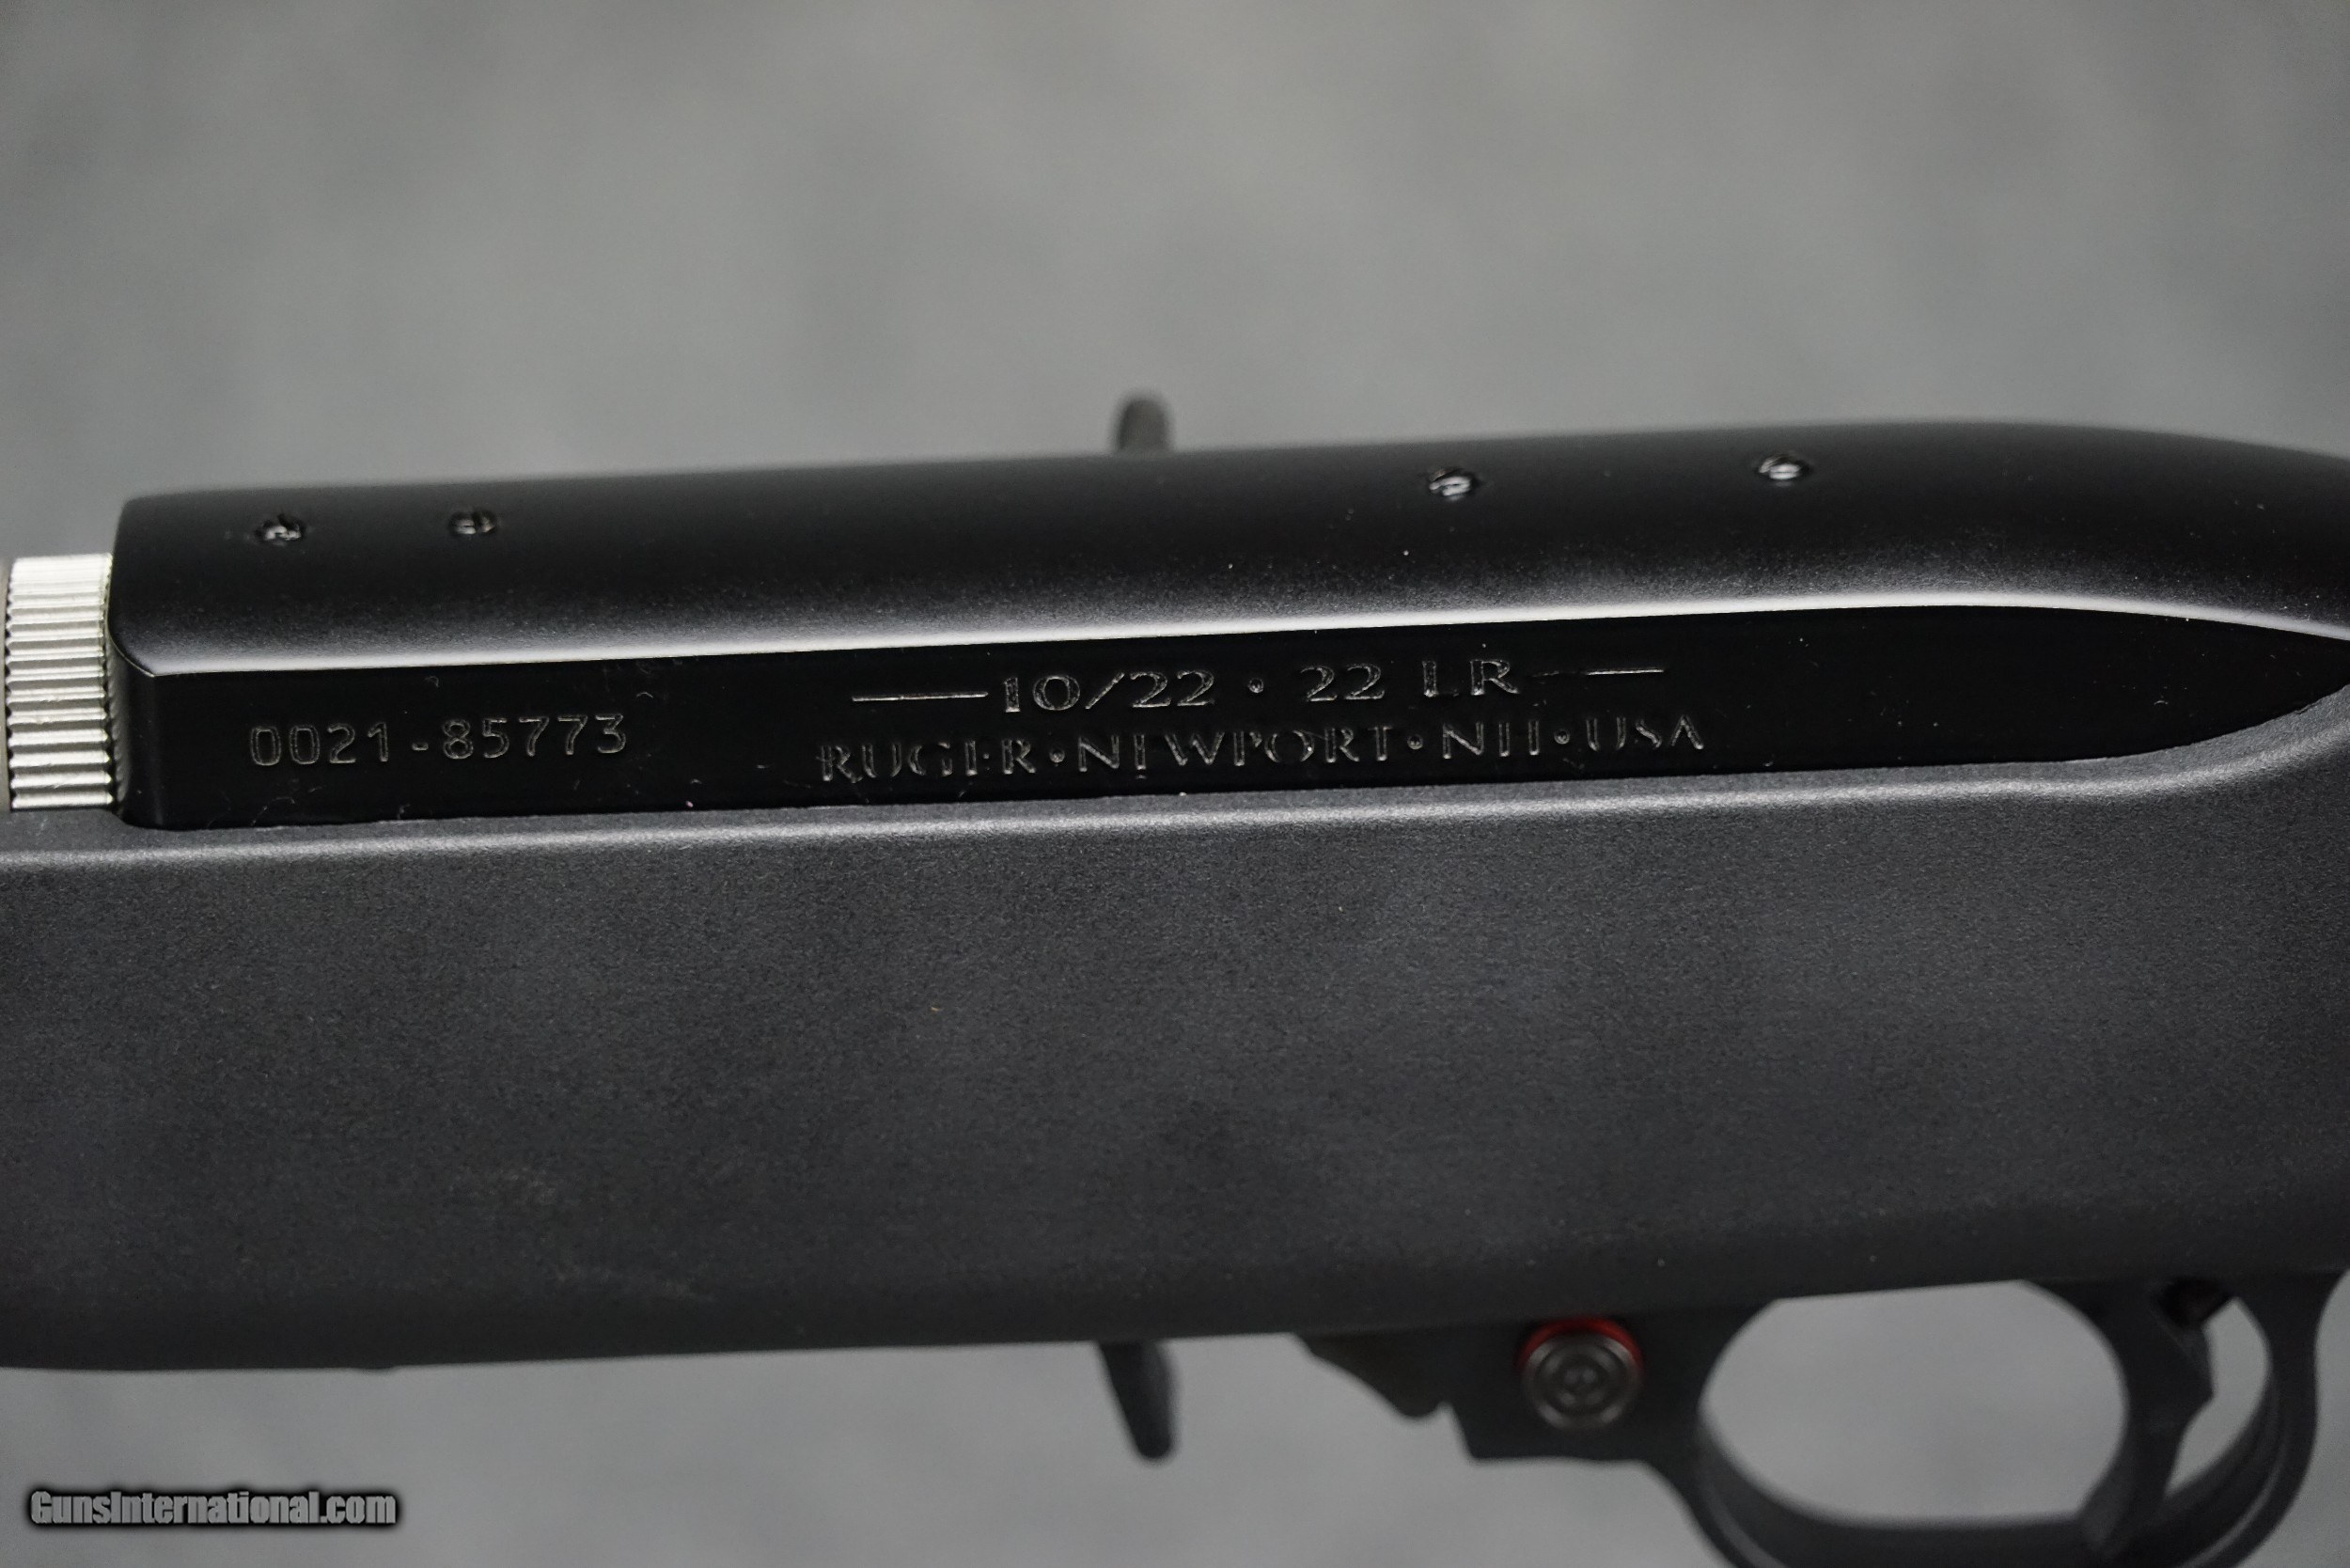 10/22 • 22 LR
0021-85773
RUGER•NEWPORT•NH•USA
GunsInternational.com